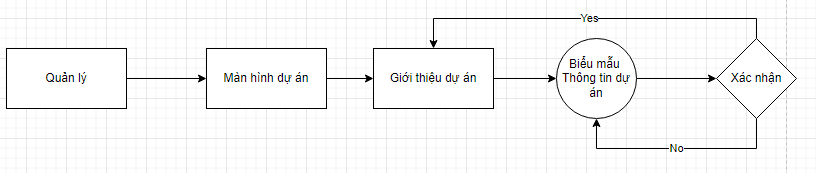 Yes
Quản lý
Màn hình dự án
Giới thiệu dự án
Biểu mẫu
Thông tin dự
án
Xác nhận
No